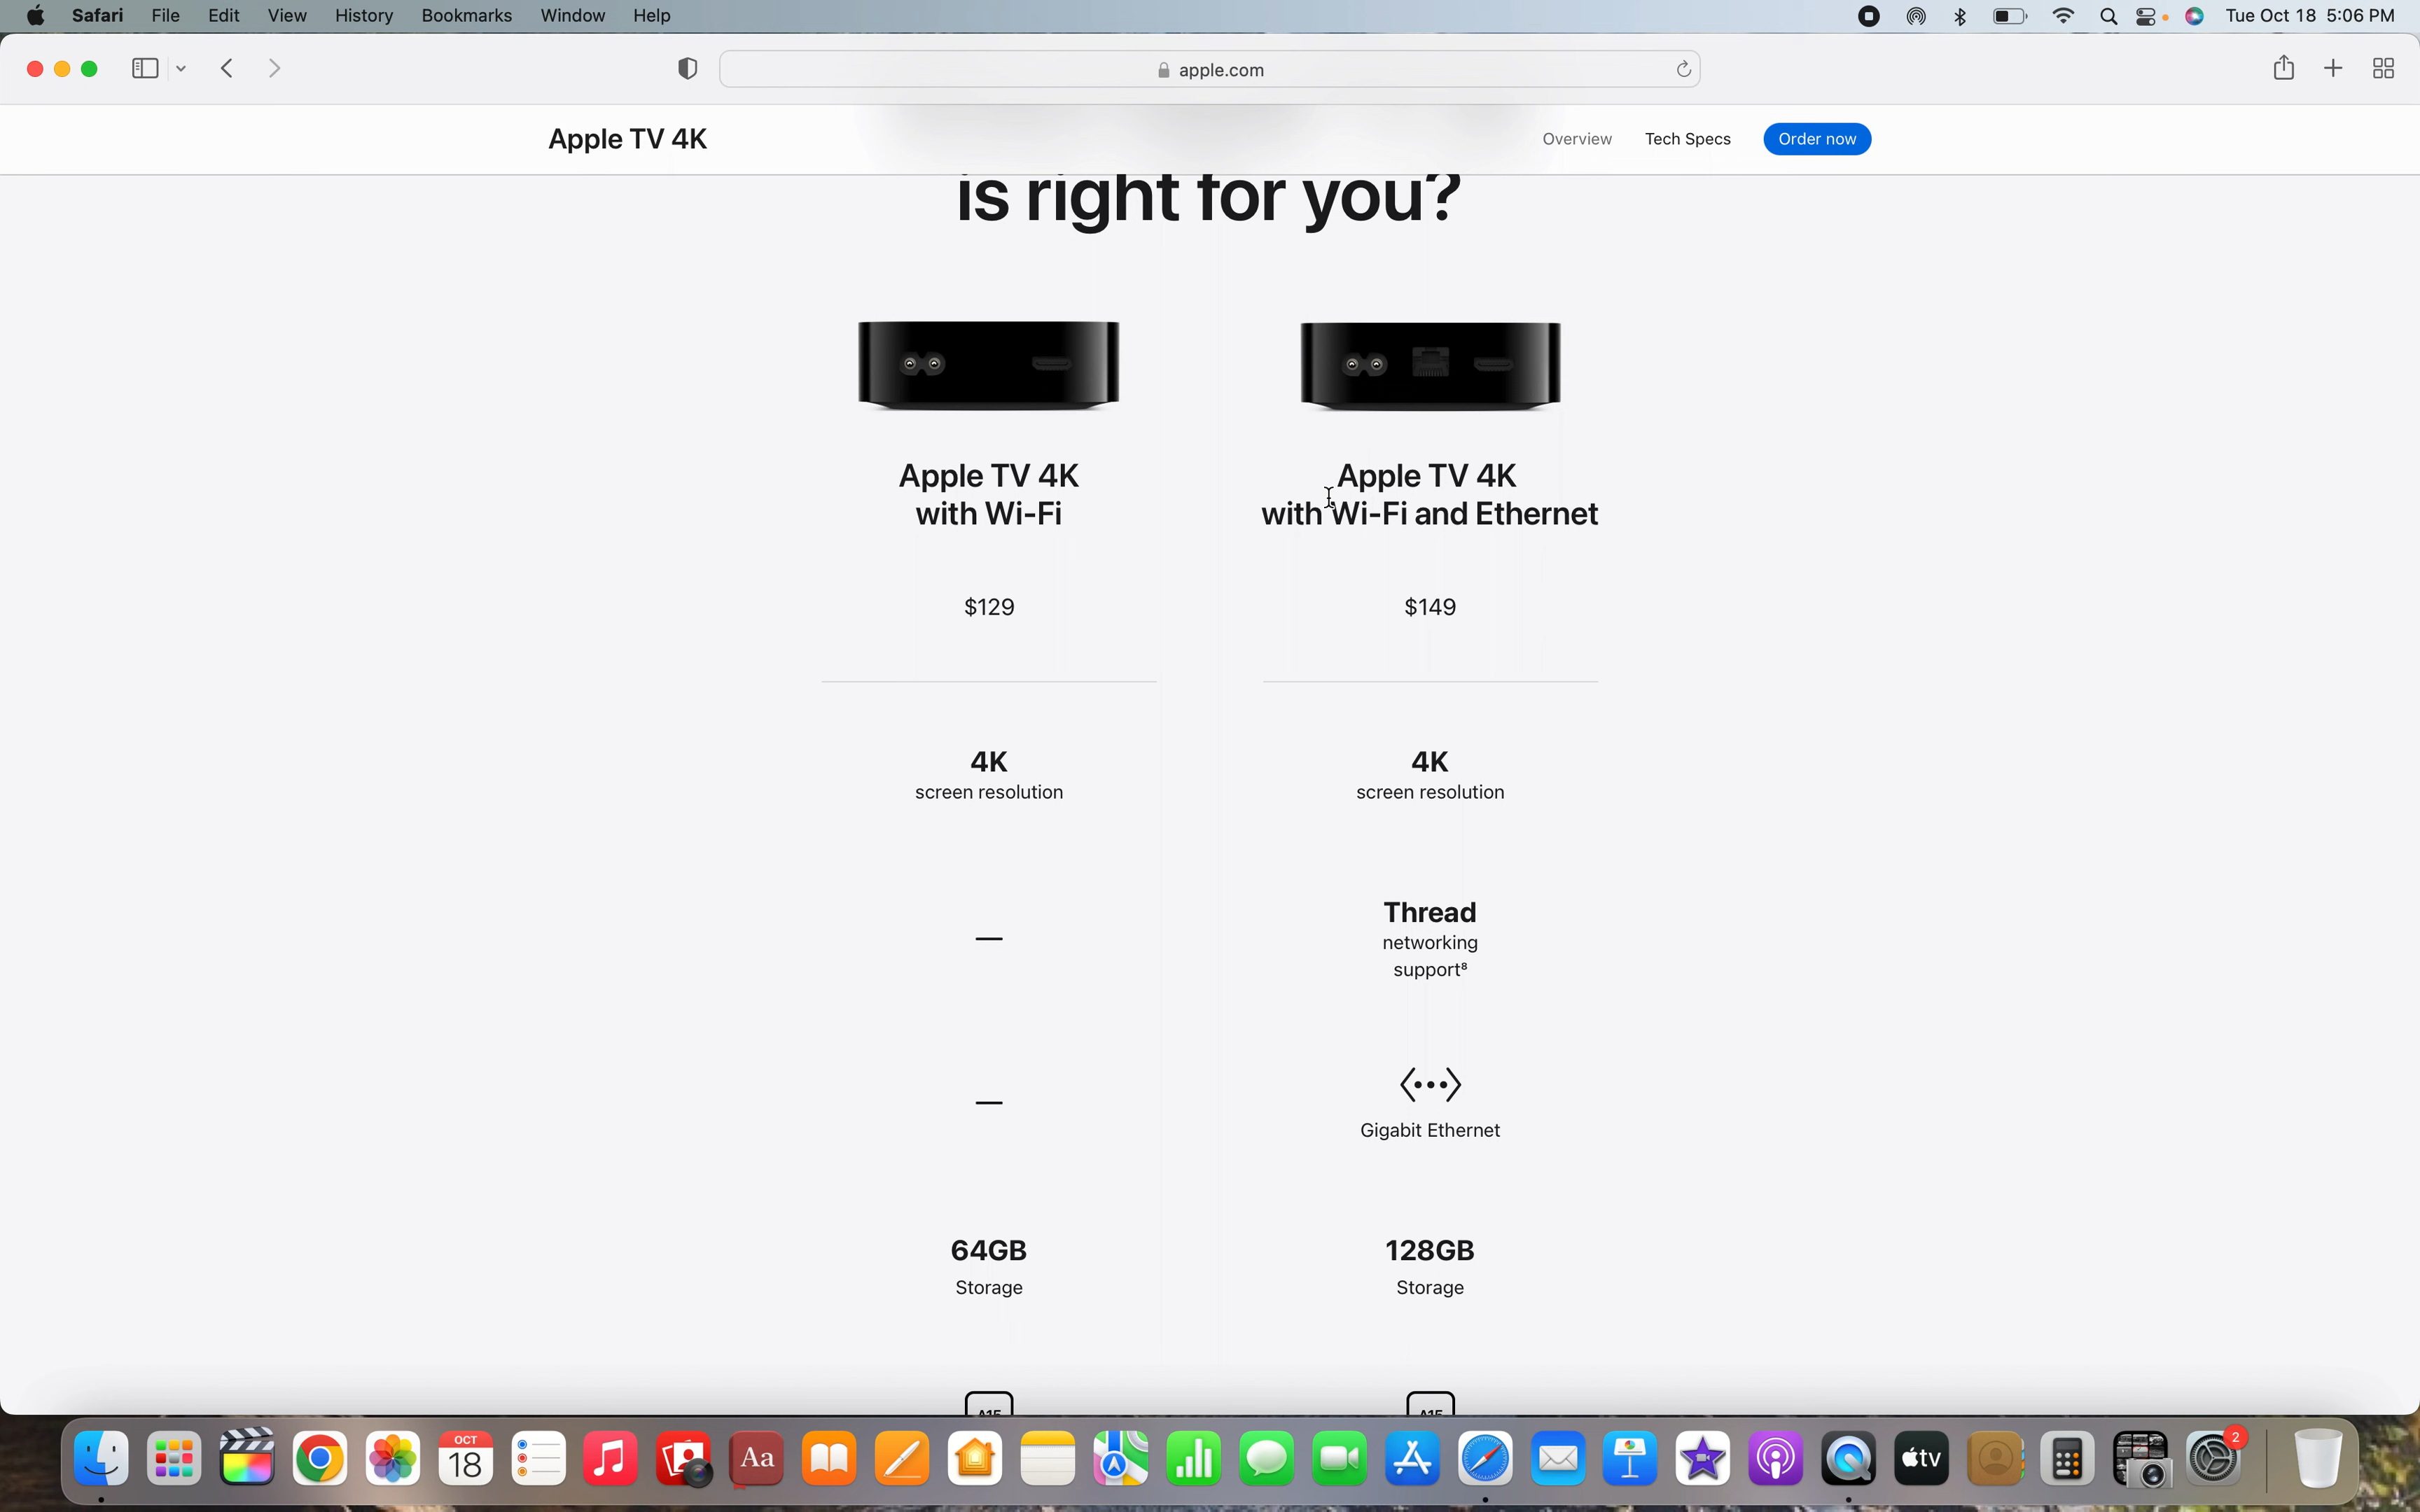 Safari File Edit View History Bookmarks Window Help Tue Oct 18 5:06 PM
apple.com
Apple TV 4K Overview Tech Specs Order now
is right for you?
Apple TV 4K
with Wi-Fi
Apple TV 4K
with Wi-Fi and Ethernet
$129 $149
4K 4K
screen resolution screen resolution
— Thread
networking
support⁸
— Gigabit Ethernet
64GB 128GB
Storage Storage
A15 A15
OCT
18
Aa
tv
2